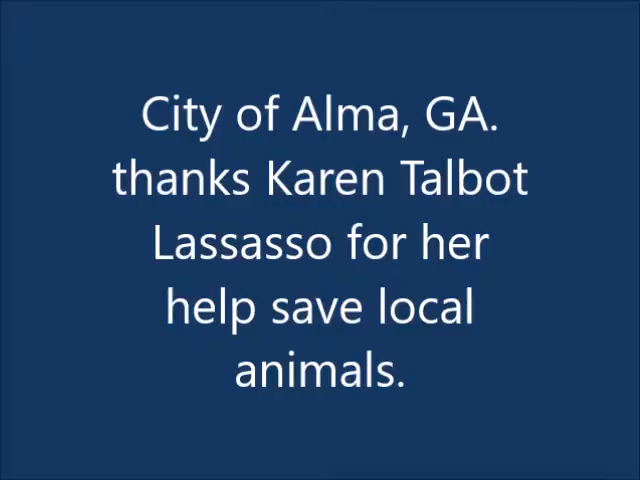 City of Alma, GA.
thanks Karen Talbot
Lassasso for her
help save local
animals.